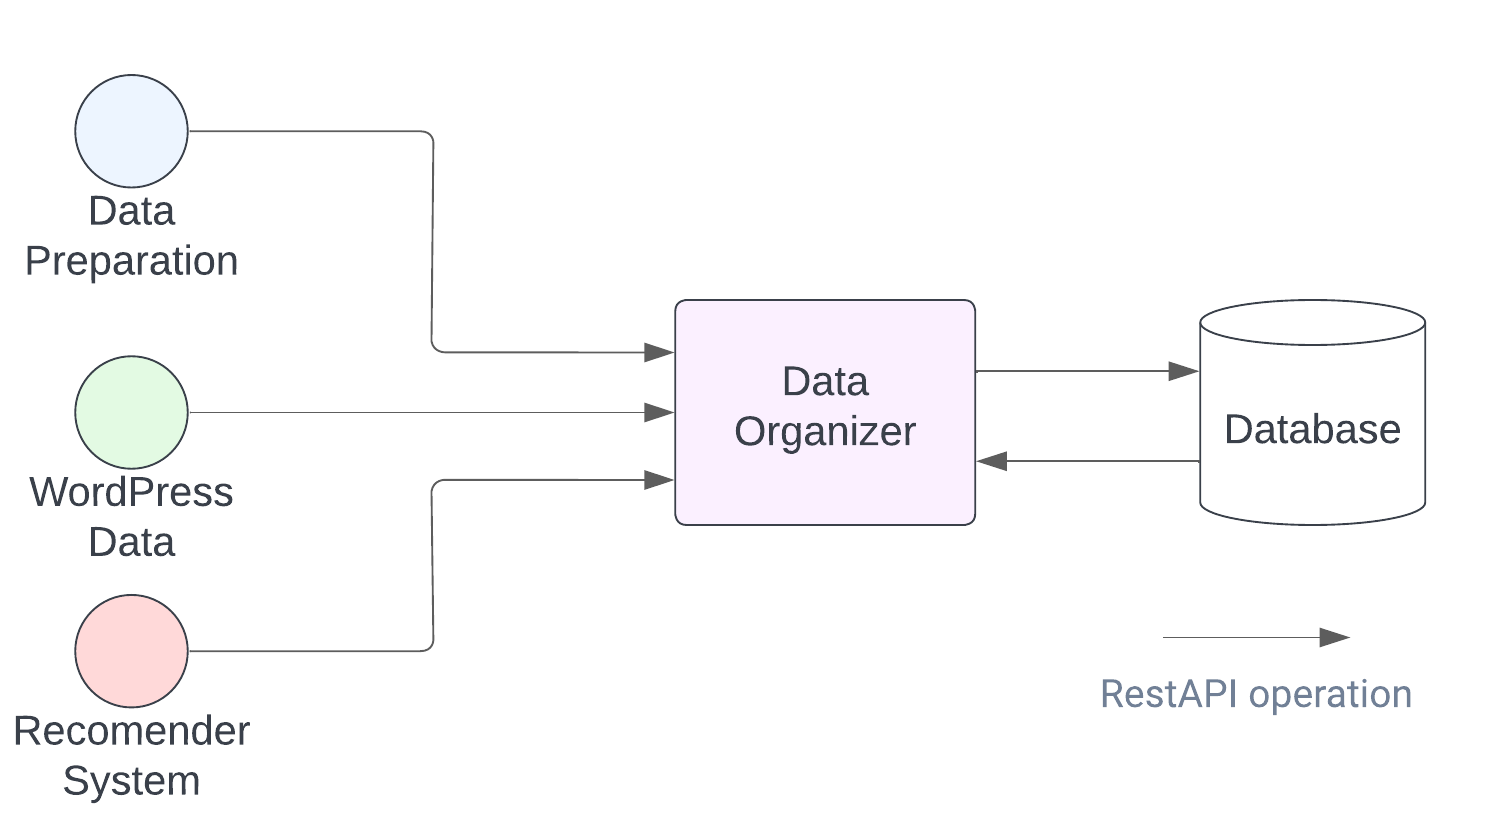 Data
Preparation
WordPress
Data
Recomender
System
Data
Organizer
Database
RestAPI operation